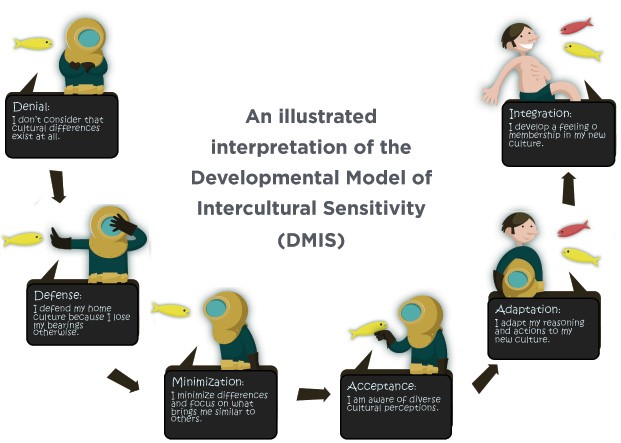 An illustrated
interpretation of the
Developmental Model of
Intercultural Sensitivity
(DMIS)
Denial:
I don't consider that
cultural differences
exist at all.
Defense:
I defend my home
culture because I lose
my bearings
otherwise.
Minimization:
I minimize differences
and focus on what
brings me similar to
others.
Acceptance:
I am aware of diverse
cultural perceptions.
Adaptation:
I adapt my reasoning
and actions to my
new culture.
Integration:
I develop a feeling o
membership in my new
culture.